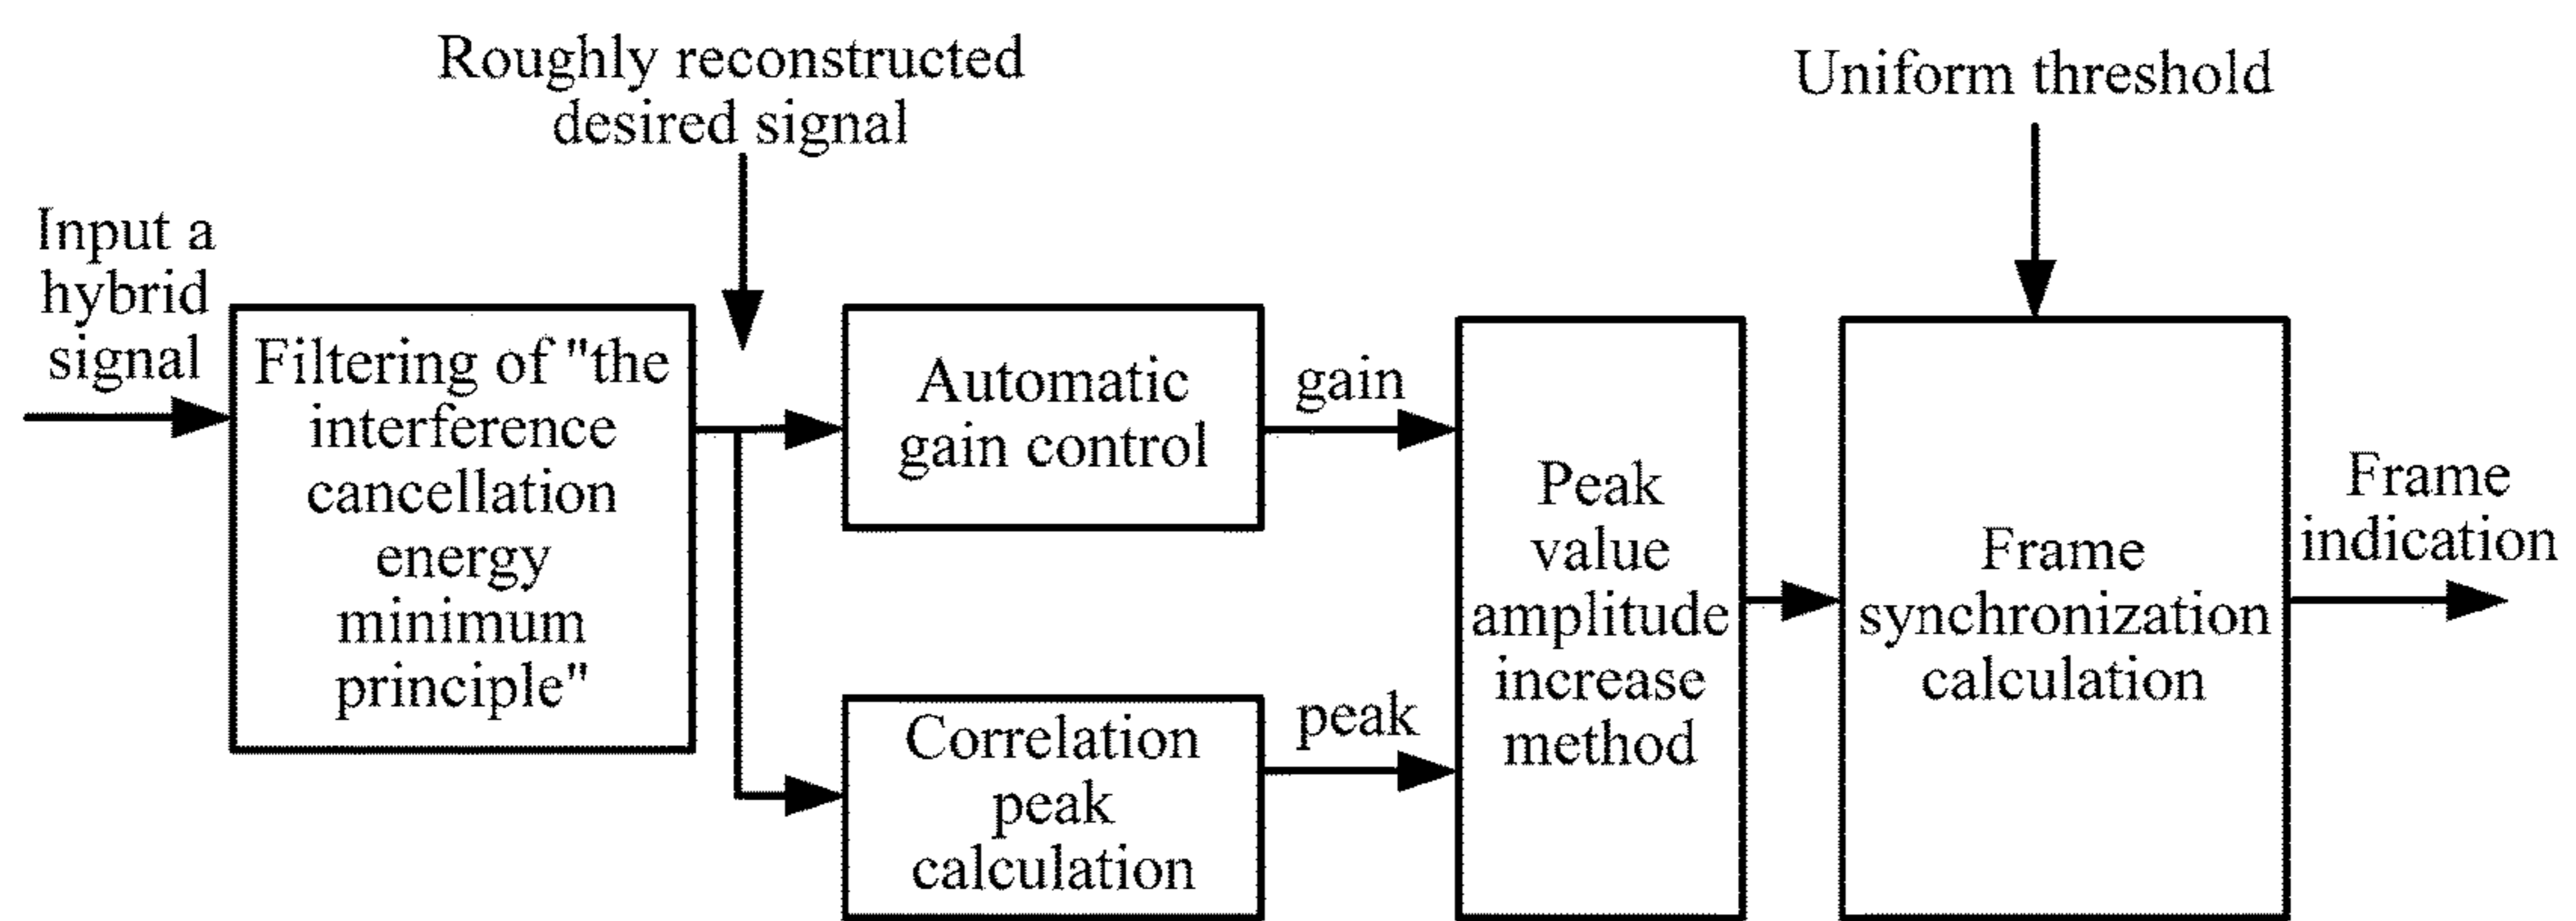 Roughly reconstructed
desired signal
Uniform threshold
Input a
hybrid
signal
Filtering of "the
interference
cancellation
energy
minimum
principle"
Automatic
gain control
gain
Correlation
peak
calculation
peak
Peak
value
amplitude
increase
method
Frame
synchronization
calculation
Frame
indication